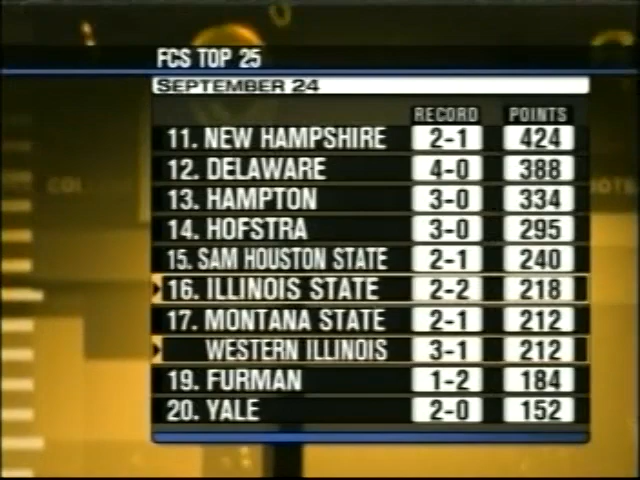 FCS TOP 25
SEPTEMBER 24
RECORD POINTS
11. NEW HAMPSHIRE 2-1 424
12. DELAWARE 4-0 388
13. HAMPTON 3-0 334
14. HOFSTRA 3-0 295
15. SAM HOUSTON STATE 2-1 240
16. ILLINOIS STATE 2-2 218
17. MONTANA STATE 2-1 212
WESTERN ILLINOIS 3-1 212
19. FURMAN 1-2 184
20. YALE 2-0 152